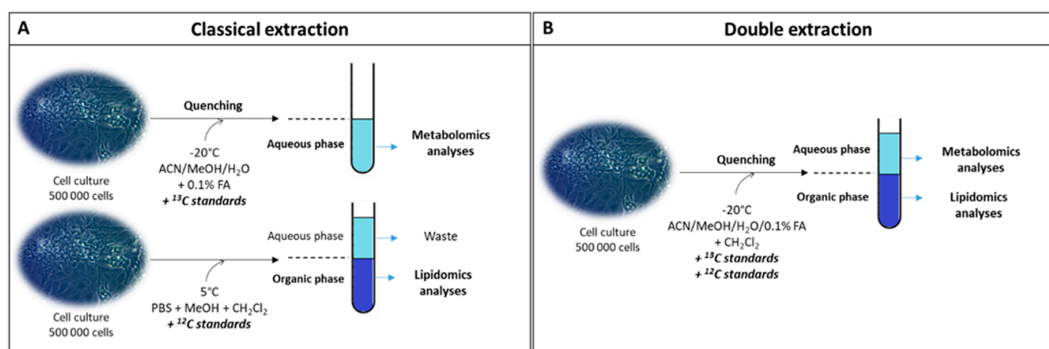 A
Classical extraction
Quenching
-20°C
ACN/MeOH/H₂O
+ 0.1% FA
+ ¹³C standards
Cell culture
500 000 cells
Aqueous phase
Metabolomics
analyses
5°C
PBS + MeOH + CH₂Cl₂
+ ¹²C standards
Cell culture
500 000 cells
Aqueous phase
Waste
Organic phase
Lipidomics
analyses
B
Double extraction
Quenching
-20°C
ACN/MeOH/H₂O/0.1% FA
+ CH₂Cl₂
+ ¹³C standards
+ ¹²C standards
Cell culture
500 000 cells
Aqueous phase
Metabolomics
analyses
Organic phase
Lipidomics
analyses